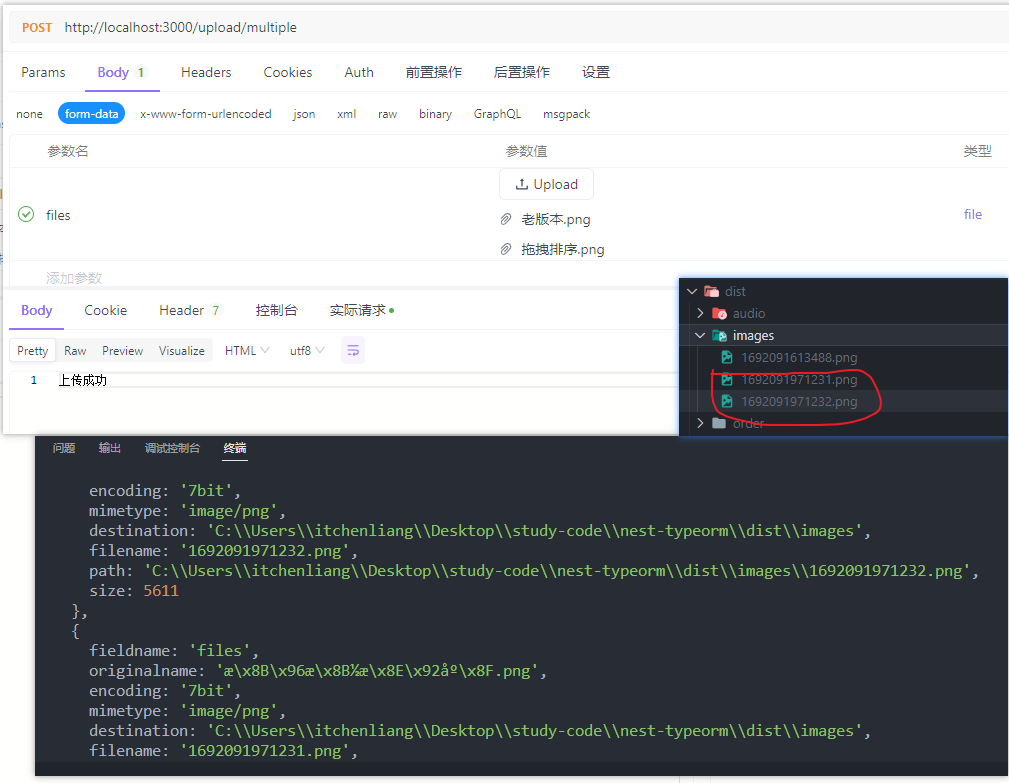 POST http://localhost:3000/upload/multiple
Params Body 1 Headers Cookies Auth 前置操作 后置操作 设置
none form-data x-www-form-urlencoded json xml raw binary GraphQL msgpack
参数名 参数值 类型
Upload
files 老版本.png file
拖拽排序.png
添加参数
Body Cookie Header 7 控制台 实际请求
Pretty Raw Preview Visualize HTML utf8
1 上传成功
dist
audio
images
1692091613488.png
1692091971231.png
1692091971232.png
order
问题 输出 调试控制台 终端
encoding: '7bit',
mimetype: 'image/png',
destination: 'C:\\Users\\itchenliang\\Desktop\\study-code\\nest-typeorm\\dist\\images',
filename: '1692091971232.png',
path: 'C:\\Users\\itchenliang\\Desktop\\study-code\\nest-typeorm\\dist\\images\\1692091971232.png',
size: 5611
},
{
fieldname: 'files',
originalname: 'æ\x8B\x96æ\x8B½æ\x8E\x92åº\x8F.png',
encoding: '7bit',
mimetype: 'image/png',
destination: 'C:\\Users\\itchenliang\\Desktop\\study-code\\nest-typeorm\\dist\\images',
filename: '1692091971231.png',